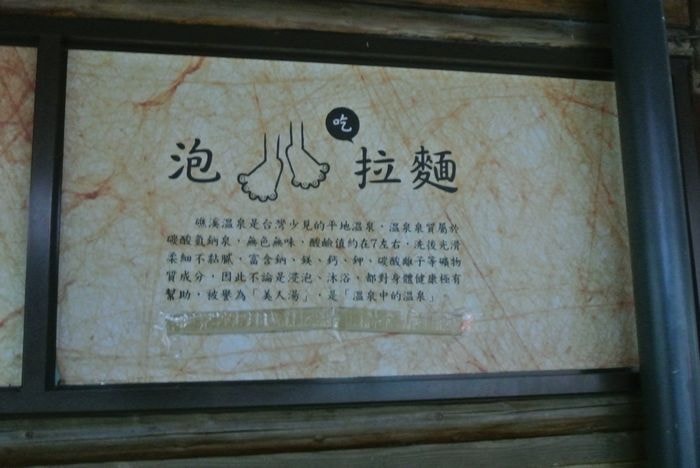 泡 吃 拉麵
礁溪溫泉是台灣少見的平地溫泉，溫泉泉質屬於
碳酸氫鈉泉，無色無味，酸鹼值約在7左右，洗後光滑
柔細不黏膩，富含鈉、鎂、鈣、鉀、碳酸離子等礦物
質成分，因此不論是浸泡、沐浴，都對身體健康極有
幫助，被譽為「美人湯」，是「溫泉中的溫泉」。